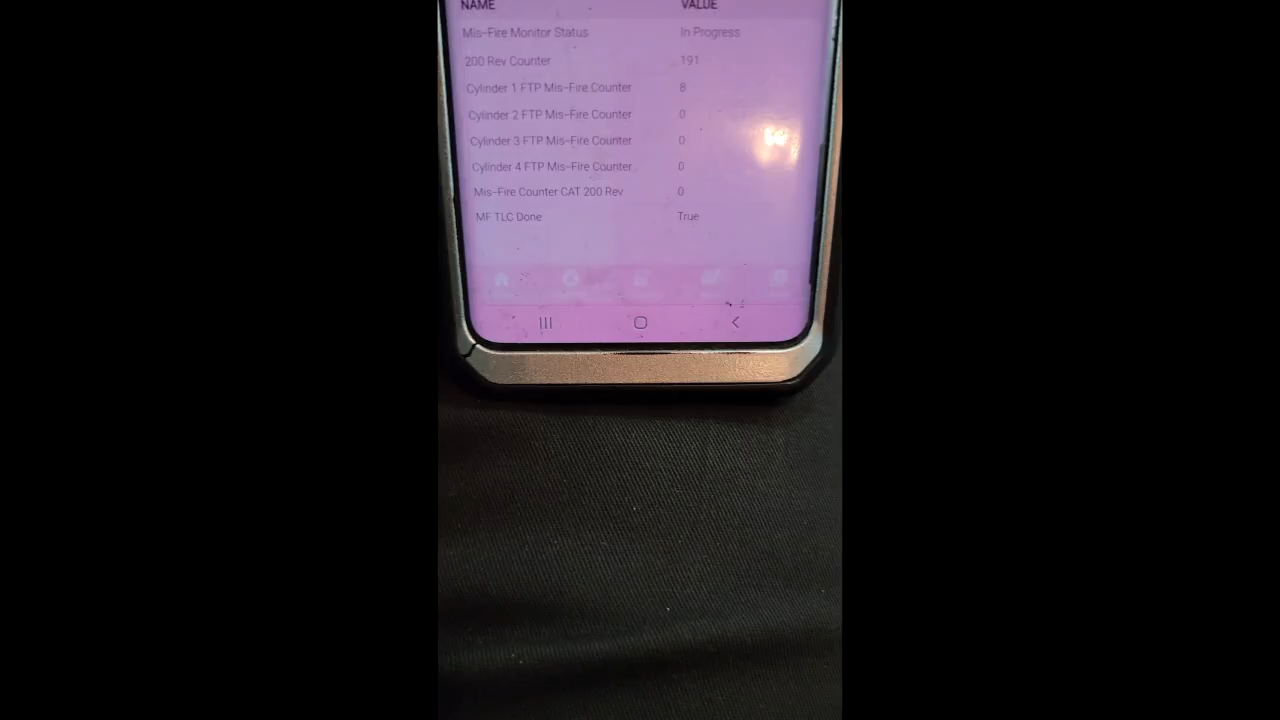 NAME VALUE
Mis-Fire Monitor Status In Progress
200 Rev Counter 191
Cylinder 1 FTP Mis-Fire Counter 8
Cylinder 2 FTP Mis-Fire Counter 0
Cylinder 3 FTP Mis-Fire Counter 0
Cylinder 4 FTP Mis-Fire Counter 0
Mis-Fire Counter CAT 200 Rev 0
MF TLC Done True